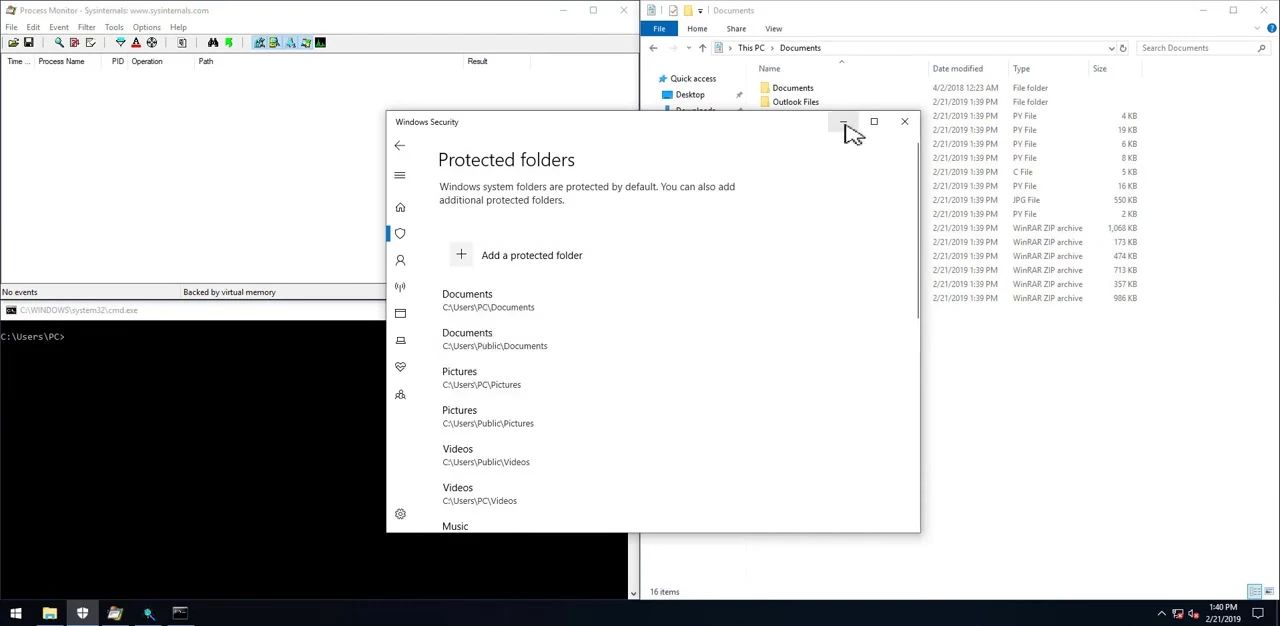 Process Monitor - Sysinternals: www.sysinternals.com
File Edit Event Filter Tools Options Help
Time ... Process Name PID Operation Path Result
No events Backed by virtual memory
C:\WINDOWS\system32\cmd.exe
C:\Users\PC>
Documents
File Home Share View
This PC > Documents
Search Documents
Quick access
Desktop
Name Date modified Type Size
Documents 4/2/2018 12:23 AM File folder
Outlook Files 2/21/2019 1:39 PM File folder
2/21/2019 1:39 PM PY File 4 KB
2/21/2019 1:39 PM PY File 19 KB
2/21/2019 1:39 PM PY File 6 KB
2/21/2019 1:39 PM PY File 8 KB
2/21/2019 1:39 PM C File 5 KB
2/21/2019 1:39 PM PY File 16 KB
2/21/2019 1:39 PM JPG File 550 KB
2/21/2019 1:39 PM PY File 2 KB
2/21/2019 1:39 PM WinRAR ZIP archive 1,068 KB
2/21/2019 1:39 PM WinRAR ZIP archive 173 KB
2/21/2019 1:39 PM WinRAR ZIP archive 474 KB
2/21/2019 1:39 PM WinRAR ZIP archive 713 KB
2/21/2019 1:39 PM WinRAR ZIP archive 357 KB
2/21/2019 1:39 PM WinRAR ZIP archive 986 KB
16 items
Windows Security
Protected folders
Windows system folders are protected by default. You can also add
additional protected folders.
Add a protected folder
Documents
C:\Users\PC\Documents
Documents
C:\Users\Public\Documents
Pictures
C:\Users\PC\Pictures
Pictures
C:\Users\Public\Pictures
Videos
C:\Users\Public\Videos
Videos
C:\Users\PC\Videos
Music
1:40 PM
2/21/2019